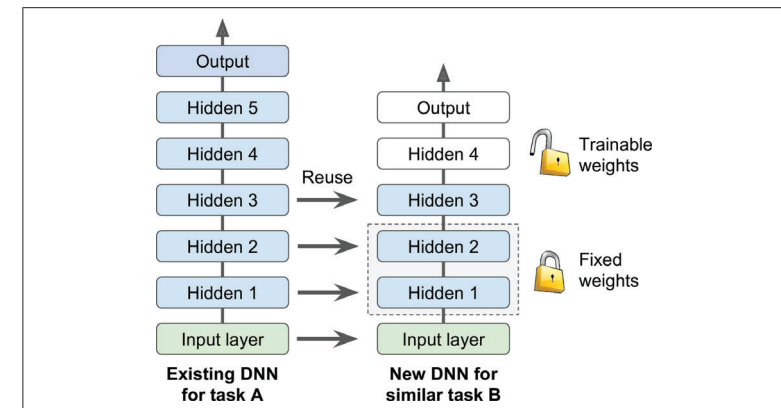 Output
Hidden 5
Hidden 4
Hidden 3
Hidden 2
Hidden 1
Input layer
Existing DNN
for task A
Reuse
Output
Hidden 4
Hidden 3
Hidden 2
Hidden 1
Input layer
New DNN for
similar task B
Trainable
weights
Fixed
weights